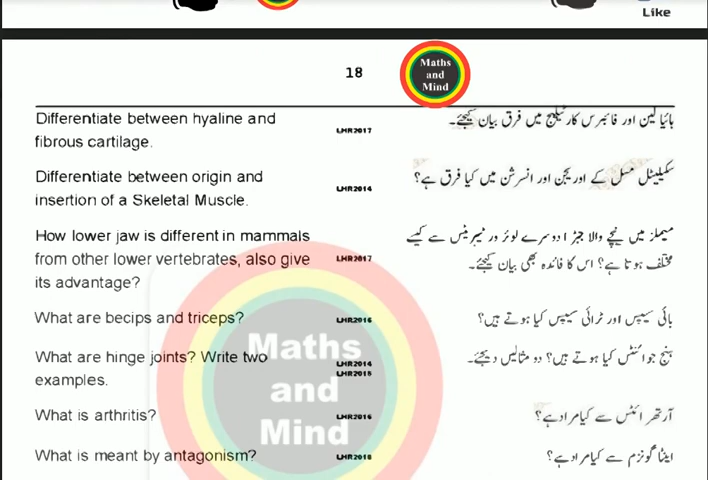 Like
18
Maths
and
Mind
Differentiate between hyaline and
fibrous cartilage.
LHR2017
ہائیالین اور فائبرس کارٹیلیج میں فرق بیان کیجئے۔
Differentiate between origin and
insertion of a Skeletal Muscle.
LHR2014
سکیلیٹل مسل کے اوریجن اور انسرشن میں کیا فرق ہے؟
How lower jaw is different in mammals
from other lower vertebrates, also give
its advantage?
LHR2017
میملز میں نیچے والا جبڑا دوسرے لوئر ورٹیبریٹس سے کیسے
مختلف ہوتا ہے؟ اس کا فائدہ بھی بیان کیجئے۔
What are becips and triceps?
LHR2016
بائی سیپس اور ٹرائی سیپس کیا ہوتے ہیں؟
What are hinge joints? Write two
examples.
LHR2014
LHR2015
ہنج جوائنٹس کیا ہوتے ہیں؟ دو مثالیں دیجئے۔
What is arthritis?
LHR2016
آرتھرائٹس سے کیا مراد ہے؟
What is meant by antagonism?
LHR2018
اینٹا گونزم سے کیا مراد ہے؟
Maths
and
Mind